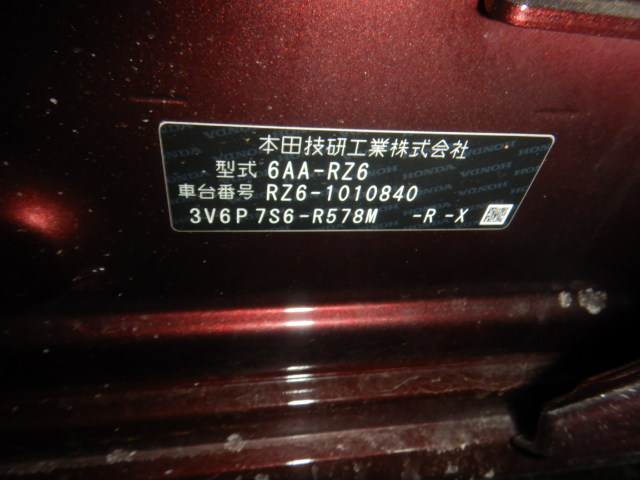 本田技研工業株式会社
型式 6AA-RZ6
車台番号 RZ6-1010840
3V6P 7S6-R578M -R -X